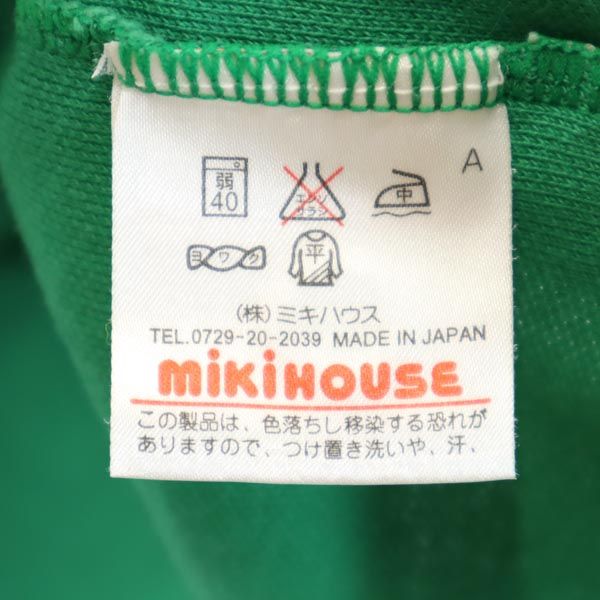 A
弱
40
エンソ
サラシ
中
ヨワク
平
(株)ミキハウス
TEL.0729-20-2039 MADE IN JAPAN
mikiHOUSE
この製品は、色落ちし移染する恐れが
ありますので、つけ置き洗いや、汗、